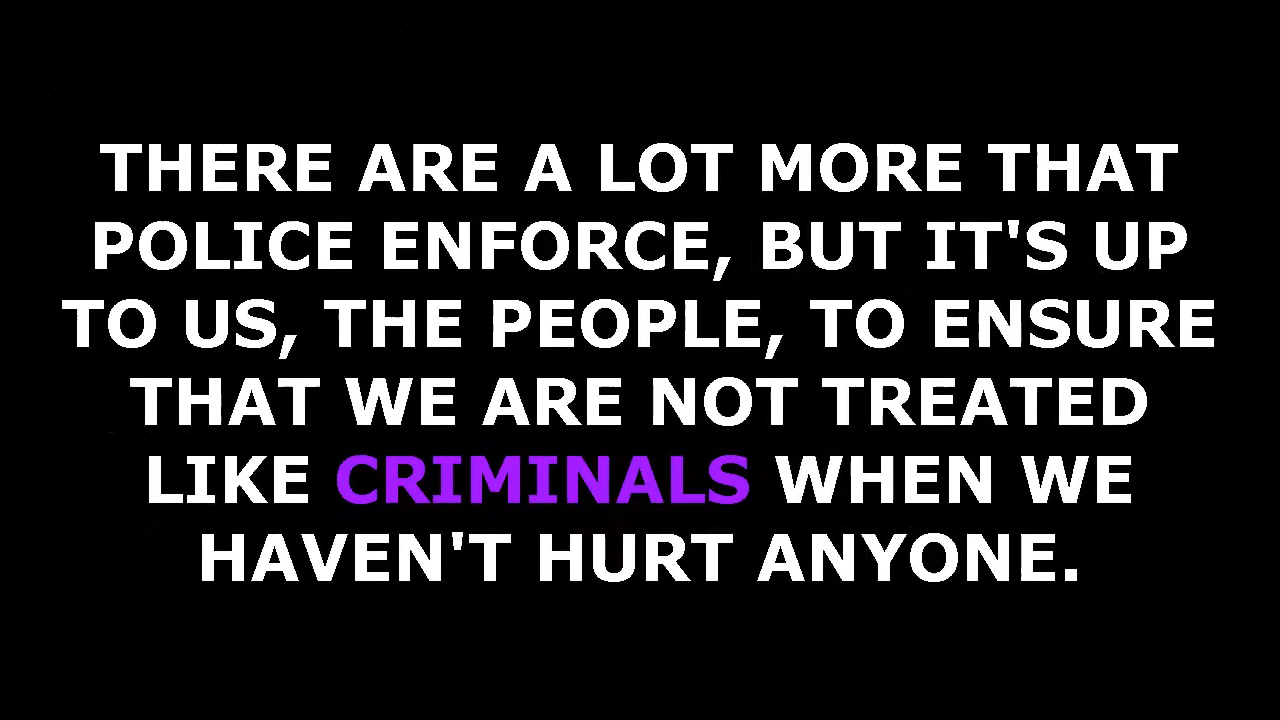 THERE ARE A LOT MORE THAT
POLICE ENFORCE, BUT IT'S UP
TO US, THE PEOPLE, TO ENSURE
THAT WE ARE NOT TREATED
LIKE CRIMINALS WHEN WE
HAVEN'T HURT ANYONE.